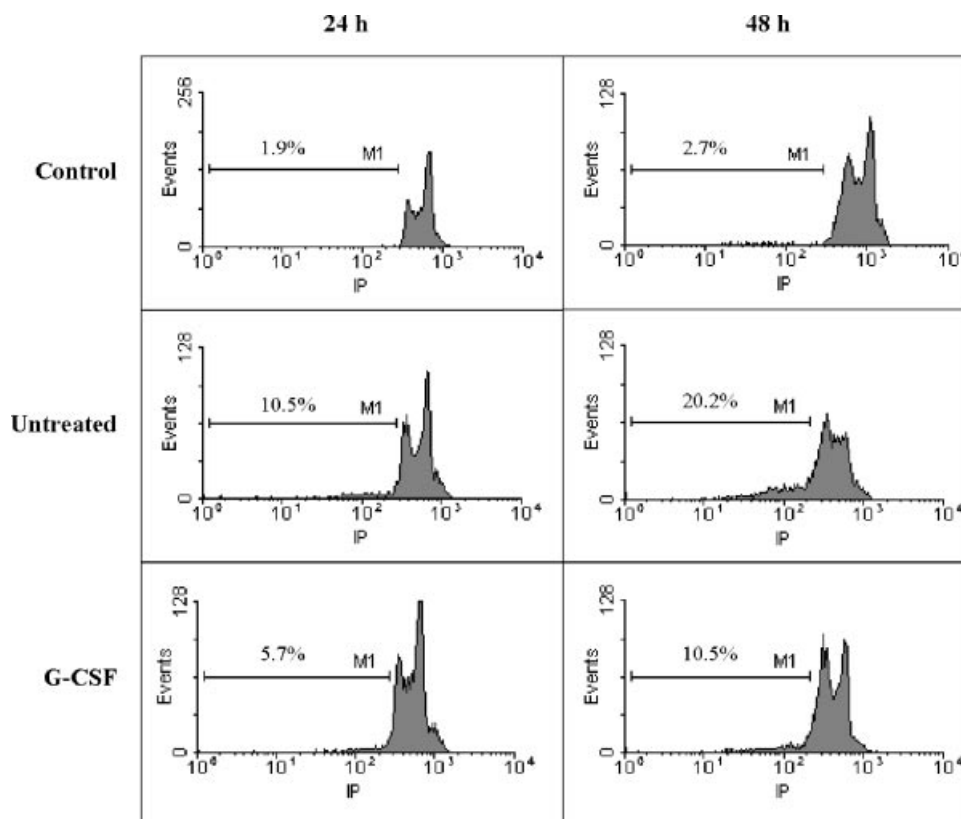 24 h 48 h
Control
256
Events
1.9% M1
0
10⁰ 10¹ 10² 10³ 10⁴
IP
128
Events
2.7% M1
0
10⁰ 10¹ 10² 10³ 10⁴
IP
Untreated
128
Events
10.5% M1
0
10⁰ 10¹ 10² 10³ 10⁴
IP
128
Events
20.2% M1
0
10⁰ 10¹ 10² 10³ 10⁴
IP
G-CSF
128
Events
5.7% M1
0
10⁰ 10¹ 10² 10³ 10⁴
IP
128
Events
10.5% M1
0
10⁰ 10¹ 10² 10³ 10⁴
IP